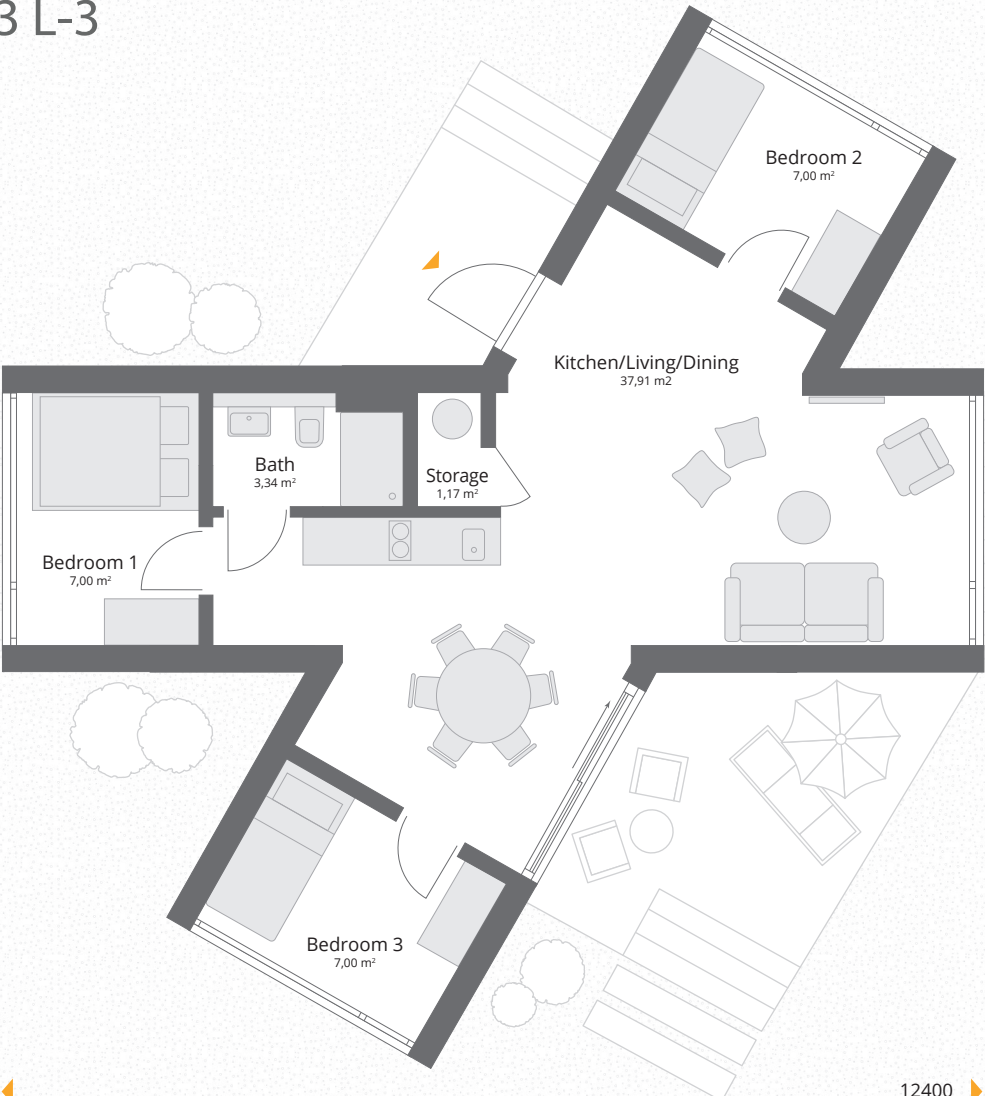 3 L-3
Bedroom 2
7,00 m²
Kitchen/Living/Dining
37,91 m2
Bath
3,34 m²
Storage
1,17 m²
Bedroom 1
7,00 m²
Bedroom 3
7,00 m²
12400